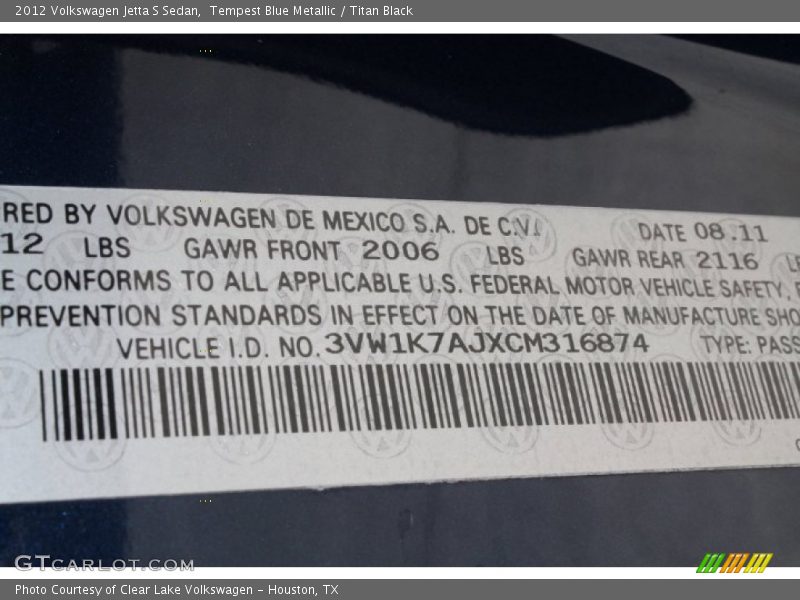 2012 Volkswagen Jetta S Sedan,  Tempest Blue Metallic / Titan Black
RED BY VOLKSWAGEN DE MEXICO S.A. DE C.V. DATE 08.11
12 LBS GAWR FRONT 2006 LBS GAWR REAR 2116
E CONFORMS TO ALL APPLICABLE U.S. FEDERAL MOTOR VEHICLE SAFETY,
PREVENTION STANDARDS IN EFFECT ON THE DATE OF MANUFACTURE SHO
VEHICLE I.D. NO. 3VW1K7AJXCM316874 TYPE: PASS
GTCARLOT.COM
Photo Courtesy of Clear Lake Volkswagen – Houston, TX